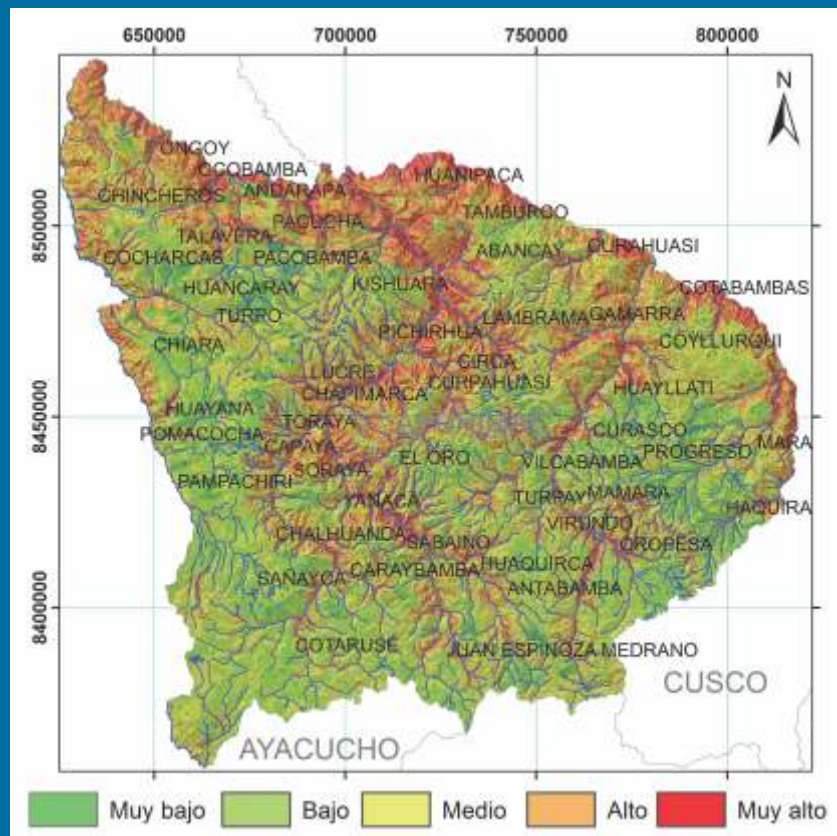 650000 700000 750000 800000
N
8500000
8450000
8400000
ONGOY
OCOBAMBA
HUANIPACA
CHINCHEROS
ANDARAPA
TAMBURCO
PACUCHA
TALAVERA
ABANCAY
CURAHUASI
COCHARCAS
PACOBAMBA
HUANCARAY
KISHUARA
COTABAMBAS
TURPO
LAMBRAMA
GAMARRA
PICHIRHUA
CHIARA
COYLLURQUI
CIRCA
LUCRE
CURPAHUASI
HUAYLLATI
CHAPIMARCA
HUAYANA
TORAYA
CURASCO
POMACOCHA
CAPAYA
MARA
EL ORO
VILCABAMBA
PROGRESO
SORAYA
PAMPACHIRI
YANACA
TURPAY
MAMARA
HAQUIRA
VIRUNDO
CHALHUANCA
SABAINO
OROPESA
HUAQUIRCA
SAÑAYCA
CARAYBAMBA
ANTABAMBA
COTARUSE
JUAN ESPINOZA MEDRANO
CUSCO
AYACUCHO
Muy bajo Bajo Medio Alto Muy alto